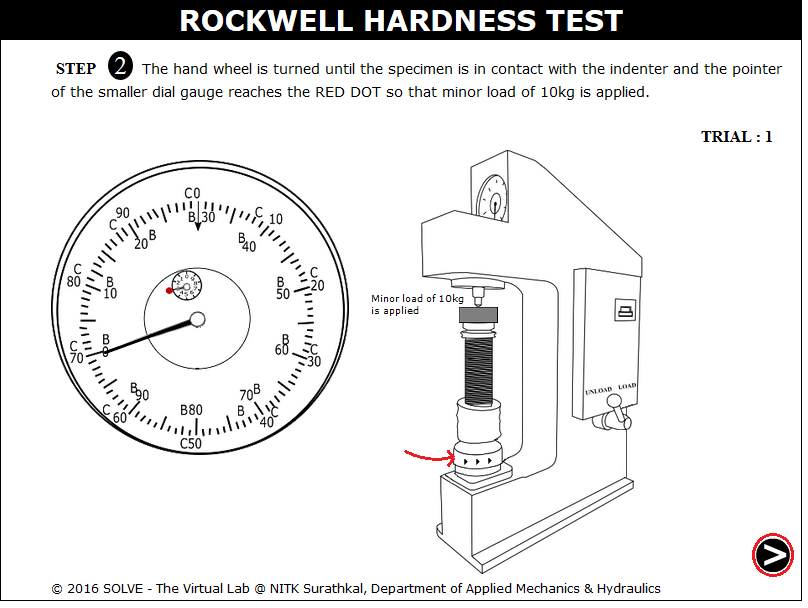 ROCKWELL HARDNESS TEST
STEP 2 The hand wheel is turned until the specimen is in contact with the indenter and the pointer
of the smaller dial gauge reaches the RED DOT so that minor load of 10kg is applied.
TRIAL : 1
C0
B 30
C 10
B 40
C 20
B 50
C 30
B 60
C 40
B 70
C50
B80
C 60
B 90
C 70
B 0
C 80
B 10
C 90
B 20
B
Minor load of 10kg
is applied
UNLOAD LOAD
>
© 2016 SOLVE - The Virtual Lab @ NITK Surathkal, Department of Applied Mechanics & Hydraulics